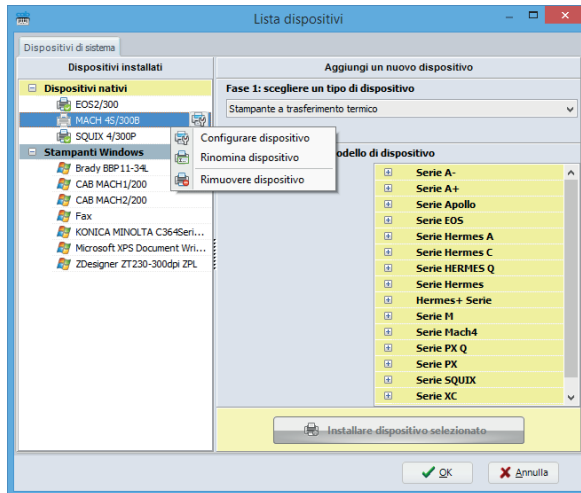 Lista dispositivi
Dispositivi di sistema
Dispositivi installati
Dispositivi nativi
EOS2/300
MACH 4S/300B
SQUIX 4/300P
Stampanti Windows
Brady BBP11-34L
CAB MACH1/200
CAB MACH2/200
Fax
KONICA MINOLTA C364Seri...
Microsoft XPS Document Wri...
ZDesigner ZT230-300dpi ZPL
Configurare dispositivo
Rinomina dispositivo
Rimuovere dispositivo
Aggiungi un nuovo dispositivo
Fase 1: scegliere un tipo di dispositivo
Stampante a trasferimento termico
di dispositivo
Serie A-
Serie A+
Serie Apollo
Serie EOS
Serie Hermes A
Serie Hermes C
Serie HERMES Q
Serie Hermes
Hermes+ Serie
Serie M
Serie Mach4
Serie PX Q
Serie PX
Serie SQUIX
Serie XC
Installare dispositivo selezionato
OK
Annulla